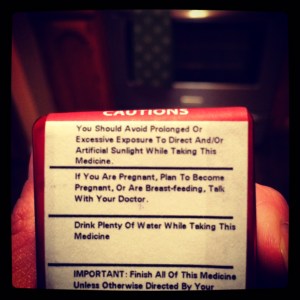 CAUTIONS
You Should Avoid Prolonged Or
Excessive Exposure To Direct And/Or
Artificial Sunlight While Taking This
Medicine.
If You Are Pregnant, Plan To Become
Pregnant, Or Are Breast-feeding, Talk
With Your Doctor.
Drink Plenty Of Water While Taking This
Medicine
IMPORTANT: Finish All Of This Medicine
Unless Otherwise Directed By Your